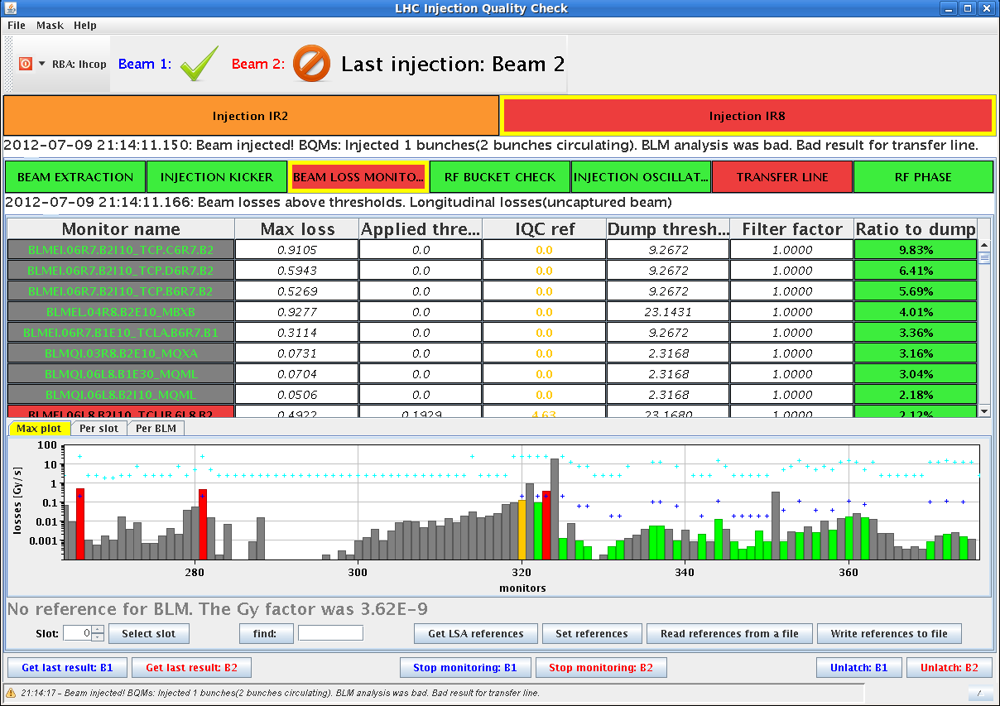 LHC Injection Quality Check
File Mask Help
RBA: lhcop Beam 1: Beam 2: Last injection: Beam 2
Injection IR2 Injection IR8
2012-07-09 21:14:11.150: Beam injected! BQMs: Injected 1 bunches(2 bunches circulating). BLM analysis was bad. Bad result for transfer line.
BEAM EXTRACTION INJECTION KICKER BEAM LOSS MONITO... RF BUCKET CHECK INJECTION OSCILLAT... TRANSFER LINE RF PHASE
2012-07-09 21:14:11.166: Beam losses above thresholds. Longitudinal losses(uncaptured beam)
Monitor name Max loss Applied thre... IQC ref Dump thresh... Filter factor Ratio to dump
BLMEI.06R7.B2I10_TCP.C6R7.B2 0.9105 0.0 0.0 9.2672 1.0000 9.83%
BLMEI.06R7.B2I10_TCP.D6R7.B2 0.5943 0.0 0.0 9.2672 1.0000 6.41%
BLMEI.06R7.B2I10_TCP.B6R7.B2 0.5269 0.0 0.0 9.2672 1.0000 5.69%
BLMEL.04R8.B2E10_MBXB 0.9277 0.0 0.0 23.1431 1.0000 4.01%
BLMEI.06R7.B1E10_TCLA.B6R7.B1 0.3114 0.0 0.0 9.2672 1.0000 3.36%
BLMQI.03R8.B2E10_MQXA 0.0731 0.0 0.0 2.3168 1.0000 3.16%
BLMQI.06L8.B1E30_MQML 0.0704 0.0 0.0 2.3168 1.0000 3.04%
BLMQI.06L8.B2I10_MQML 0.0506 0.0 0.0 2.3168 1.0000 2.18%
BLMEI.06L8.B2I10_TCLIB.6L8.B2 0.4922 0.1929 4.63 23.1680 1.0000 2.12%
Max plot Per slot Per BLM
losses [Gy/s]
100
10
1
0.1
0.01
0.001
280 300 320 340 360
monitors
No reference for BLM. The Gy factor was 3.62E-9
Slot: 0 Select slot find: Get LSA references Set references Read references from a file Write references to file
Get last result: B1 Get last result: B2 Stop monitoring: B1 Stop monitoring: B2 Unlatch: B1 Unlatch: B2
21:14:17 - Beam injected! BQMs: Injected 1 bunches(2 bunches circulating). BLM analysis was bad. Bad result for transfer line.